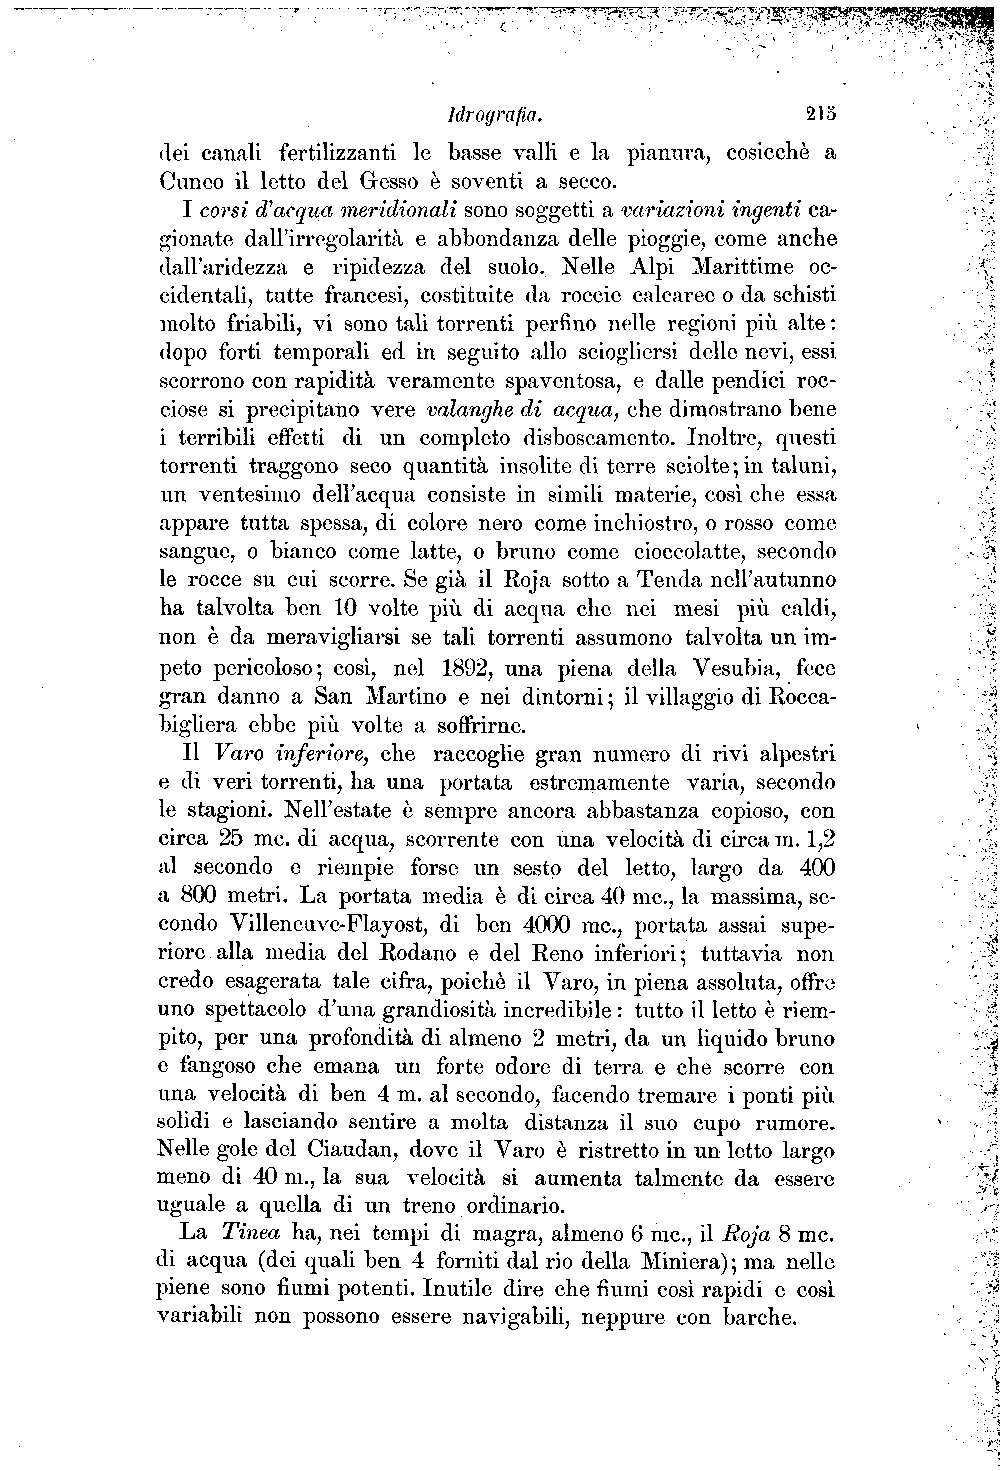 Idrografia. 215
dei canali fertilizzanti le basse valli e la pianura, cosicchè a
Cuneo il letto del Gesso è soventi a secco.
I corsi d'acqua meridionali sono soggetti a variazioni ingenti ca-
gionate dall'irregolarità e abbondanza delle pioggie, come anche
dall'aridezza e ripidezza del suolo. Nelle Alpi Marittime oc-
cidentali, tutte francesi, costituite da roccie calcaree o da schisti
molto friabili, vi sono tali torrenti perfino nelle regioni più alte:
dopo forti temporali ed in seguito allo sciogliersi delle nevi, essi
scorrono con rapidità veramente spaventosa, e dalle pendici roc-
ciose si precipitano vere valanghe di acqua, che dimostrano bene
i terribili effetti di un completo disboscamento. Inoltre, questi
torrenti traggono seco quantità insolite di terre sciolte; in taluni,
un ventesimo dell'acqua consiste in simili materie, così che essa
appare tutta spessa, di colore nero come inchiostro, o rosso come
sangue, o bianco come latte, o bruno come cioccolatte, secondo
le rocce su cui scorre. Se già il Roja sotto a Tenda nell'autunno
ha talvolta ben 10 volte più di acqua che nei mesi più caldi,
non è da meravigliarsi se tali torrenti assumono talvolta un im-
peto pericoloso; così, nel 1892, una piena della Vesubia, fece
gran danno a San Martino e nei dintorni; il villaggio di Rocca-
bigliera ebbe più volte a soffrirne.
Il Varo inferiore, che raccoglie gran numero di rivi alpestri
e di veri torrenti, ha una portata estremamente varia, secondo
le stagioni. Nell'estate è sempre ancora abbastanza copioso, con
circa 25 mc. di acqua, scorrente con una velocità di circa m. 1,2
al secondo e riempie forse un sesto del letto, largo da 400
a 800 metri. La portata media è di circa 40 mc., la massima, se-
condo Villeneuve-Flayost, di ben 4000 mc., portata assai supe-
riore alla media del Rodano e del Reno inferiori; tuttavia non
credo esagerata tale cifra, poichè il Varo, in piena assoluta, offre
uno spettacolo d'una grandiosità incredibile: tutto il letto è riem-
pito, per una profondità di almeno 2 metri, da un liquido bruno
e fangoso che emana un forte odore di terra e che scorre con
una velocità di ben 4 m. al secondo, facendo tremare i ponti più
solidi e lasciando sentire a molta distanza il suo cupo rumore.
Nelle gole del Ciaudan, dove il Varo è ristretto in un letto largo
meno di 40 m., la sua velocità si aumenta talmente da essere
uguale a quella di un treno ordinario.
La Tinea ha, nei tempi di magra, almeno 6 mc., il Roja 8 mc.
di acqua (dei quali ben 4 forniti dal rio della Miniera); ma nelle
piene sono fiumi potenti. Inutile dire che fiumi così rapidi e così
variabili non possono essere navigabili, neppure con barche.